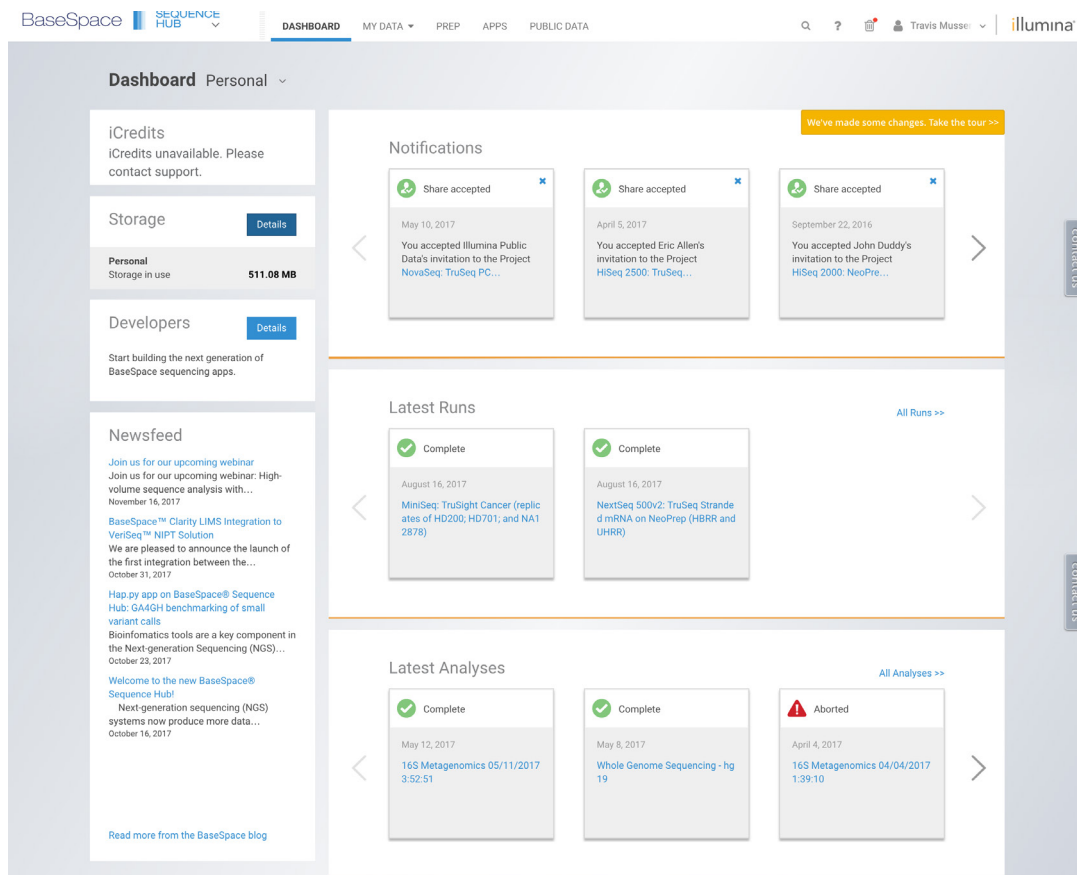 BaseSpace SEQUENCE HUB
DASHBOARD MY DATA PREP APPS PUBLIC DATA
? Travis Musser illumina®
Dashboard Personal
iCredits
iCredits unavailable. Please
contact support.
Storage
Details
Personal
Storage in use 511.08 MB
Developers
Details
Start building the next generation of
BaseSpace sequencing apps.
Newsfeed
Join us for our upcoming webinar
Join us for our upcoming webinar: High-
volume sequence analysis with…
November 16, 2017
BaseSpace™ Clarity LIMS Integration to
VeriSeq™ NIPT Solution
We are pleased to announce the launch of
the first integration between the…
October 31, 2017
Hap.py app on BaseSpace® Sequence
Hub: GA4GH benchmarking of small
variant calls
Bioinfomatics tools are a key component in
the Next-generation Sequencing (NGS)…
October 23, 2017
Welcome to the new BaseSpace®
Sequence Hub!
Next-generation sequencing (NGS)
systems now produce more data…
October 16, 2017
Read more from the BaseSpace blog
We've made some changes. Take the tour >>
Notifications
Share accepted
May 10, 2017
You accepted Illumina Public
Data's invitation to the Project
NovaSeq: TruSeq PC…
Share accepted
April 5, 2017
You accepted Eric Allen's
invitation to the Project
HiSeq 2500: TruSeq…
Share accepted
September 22, 2016
You accepted John Duddy's
invitation to the Project
HiSeq 2000: NeoPre…
Latest Runs
All Runs >>
Complete
August 16, 2017
MiniSeq: TruSight Cancer (replic
ates of HD200; HD701; and NA1
2878)
Complete
August 16, 2017
NextSeq 500v2: TruSeq Strande
d mRNA on NeoPrep (HBRR and
UHRR)
Latest Analyses
All Analyses >>
Complete
May 12, 2017
16S Metagenomics 05/11/2017
3:52:51
Complete
May 8, 2017
Whole Genome Sequencing - hg
19
Aborted
April 4, 2017
16S Metagenomics 04/04/2017
1:39:10
contact us
contact us